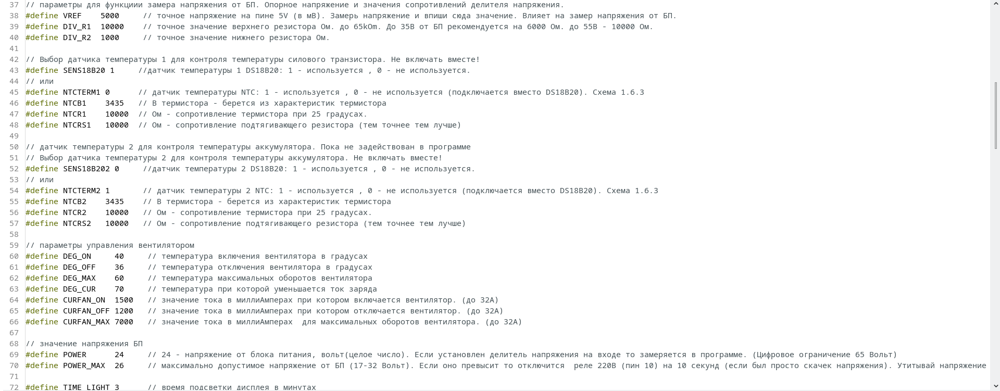 37 // параметры для функциии замера напряжения от БП. Опорное напряжение и значения сопротивлений делителя напряжения.
38 #define VREF    5000     // точное напряжение на пине 5V (в мВ). Замерь напряжение и впиши сюда значение. Влияет на замер напряжения от БП.
39 #define DIV_R1  10000    // точное значение верхнего резистора Ом. до 65kOm. До 35В от БП рекомендуется на 6000 Ом. до 55В - 10000 Ом.
40 #define DIV_R2  1000     // точное значение нижнего резистора Ом.
41
42 // Выбор датчика температуры 1 для контроля температуры силового транзистора. Не включать вместе!
43 #define SENS18B20 1     //датчик температуры 1 DS18B20: 1 - используется , 0 - не используется.
44 // или
45 #define NTCTERM1 0      // датчик температуры NTC: 1 - используется , 0 - не используется (подключается вместо DS18B20). Схема 1.6.3
46 #define NTCB1    3435   // В термистора - берется из характеристик термистора
47 #define NTCR1    10000  // Ом - сопротивление термистора при 25 градусах.
48 #define NTCRS1   10000  // Ом - сопротивление подтягивающего резистора (тем точнее тем лучше)
49
50 // датчик температуры 2 для контроля температуры аккумулятора. Пока не задействован в программе
51 // Выбор датчика температуры 2 для контроля температуры аккумулятора. Не включать вместе!
52 #define SENS18B202 0     //датчик температуры 2 DS18B20: 1 - используется , 0 - не используется.
53 // или
54 #define NTCTERM2 1       // датчик температуры 2 NTC: 1 - используется , 0 - не используется (подключается вместо DS18B20). Схема 1.6.3
55 #define NTCB2    3435    // В термистора - берется из характеристик термистора
56 #define NTCR2    10000   // Ом - сопротивление термистора при 25 градусах.
57 #define NTCRS2   10000   // Ом - сопротивление подтягивающего резистора (тем точнее тем лучше)
58
59 // параметры управления вентилятором
60 #define DEG_ON     40     // температура включения вентилятора в градусах
61 #define DEG_OFF    36     // температура отключения вентилятора в градусах
62 #define DEG_MAX    60     // температура максимальных оборотов вентилятора
63 #define DEG_CUR    70     // температура при которой уменьшается ток заряда
64 #define CURFAN_ON  1500   // значение тока в миллиАмперах при котором включается вентилятор. (до 32А)
65 #define CURFAN_OFF 1200   // значение тока в миллиАмперах при котором отключается вентилятор. (до 32А)
66 #define CURFAN_MAX 7000   // значение тока в миллиАмперах  для максимальных оборотов вентилятора. (до 32А)
67
68 // значение напряжения БП
69 #define POWER      24     // 24 - напряжение от блока питания, вольт(целое число). Если установлен делитель напряжения на входе то замеряется в программе. (Цифровое ограничение 65 Вольт)
70 #define POWER_MAX  26     // максимально допустимое напряжение от БП (17-32 Вольт). Если оно превысит то отключится  реле 220В (пин 10) на 10 секунд (если был просто скачек напряжения). Утитывай напряжение
71
72 #define TIME_LIGHT 3      // время подсветки дисплея в минутах